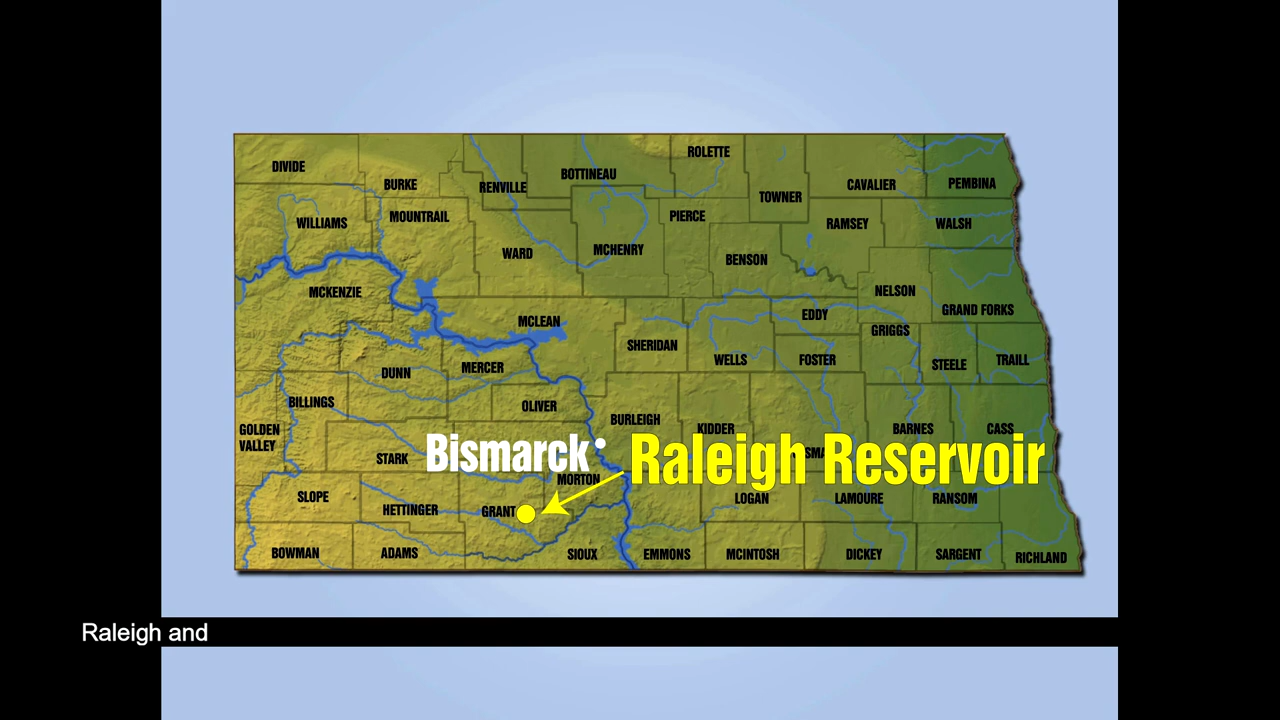 ROLETTE
DIVIDE
BOTTINEAU
BURKE
RENVILLE
CAVALIER
PEMBINA
TOWNER
MOUNTRAIL
PIERCE
WILLIAMS
RAMSEY
WALSH
WARD
MCHENRY
BENSON
MCKENZIE
NELSON
GRAND FORKS
EDDY
MCLEAN
GRIGGS
SHERIDAN
WELLS
FOSTER
STEELE
TRAILL
DUNN
MERCER
BILLINGS
OLIVER
BURLEIGH
KIDDER
BARNES
CASS
GOLDEN
VALLEY
STARK
Bismarck
Raleigh Reservoir
MORTON
SLOPE
HETTINGER
GRANT
LOGAN
LAMOURE
RANSOM
BOWMAN
ADAMS
SIOUX
EMMONS
MCINTOSH
DICKEY
SARGENT
RICHLAND
Raleigh and